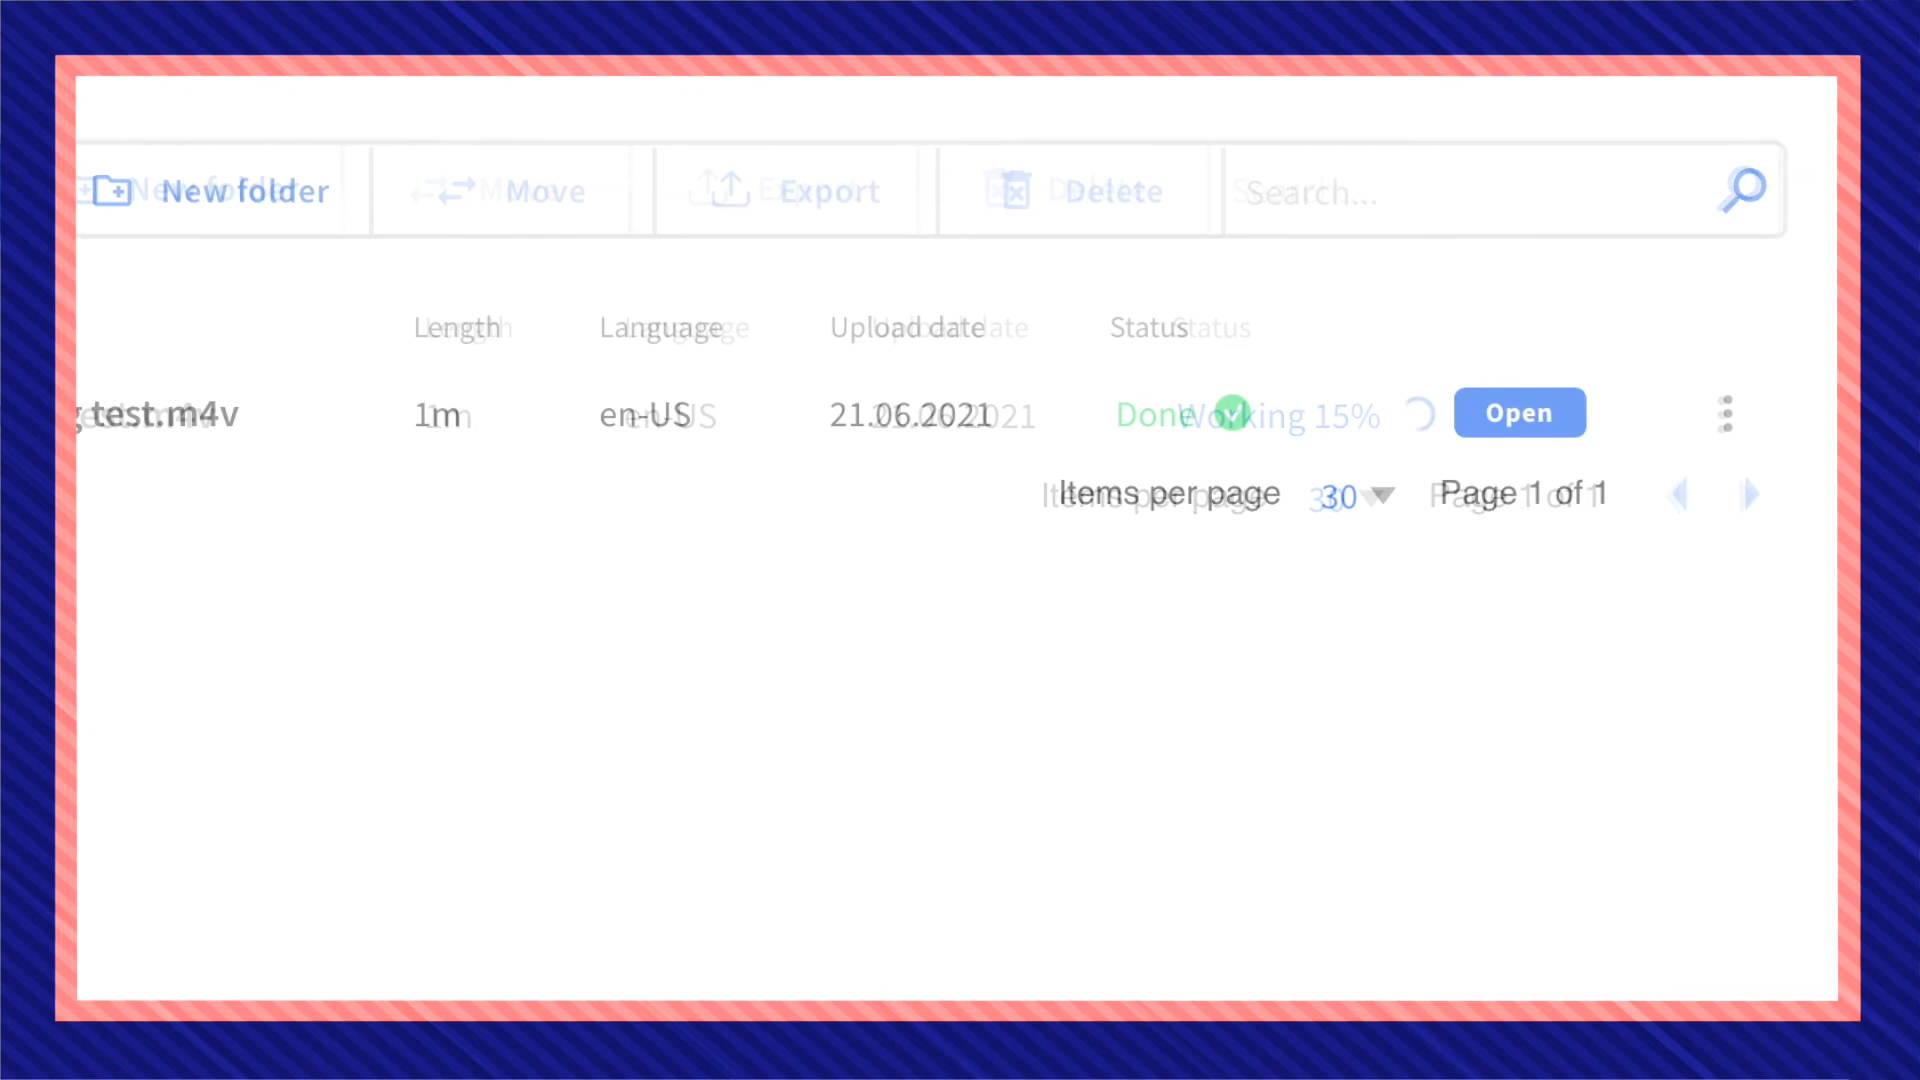 New folder Move Export Delete Search...
Length Language Upload date Status
test.m4v 1m en-US 21.06.2021 Done Working 15% Open
Items per page 30 Page 1 of 1